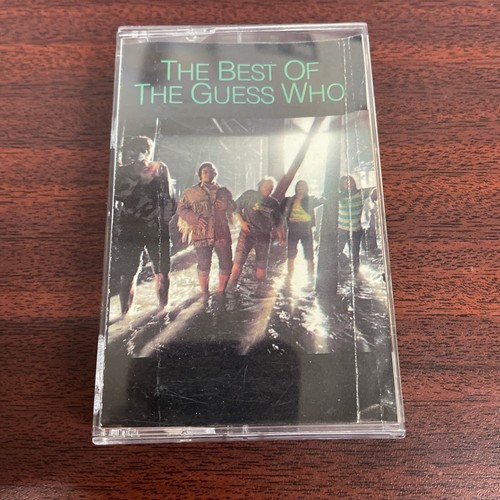 THE BEST OF
THE GUESS WHO